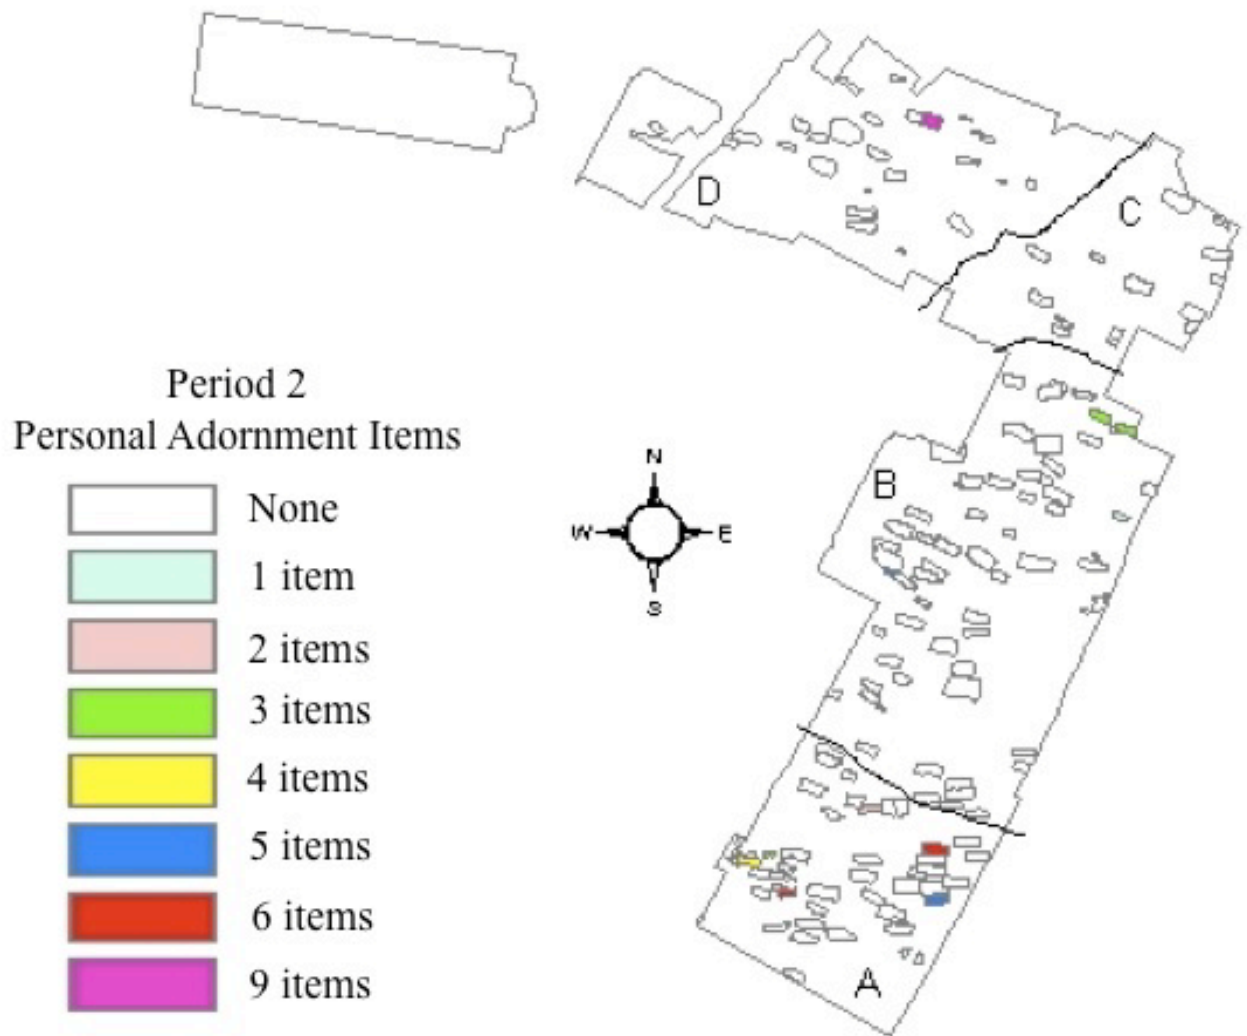 D
C
Period 2
Personal Adornment Items
None
1 item
2 items
3 items
4 items
5 items
6 items
9 items
N
W
E
S
B
A